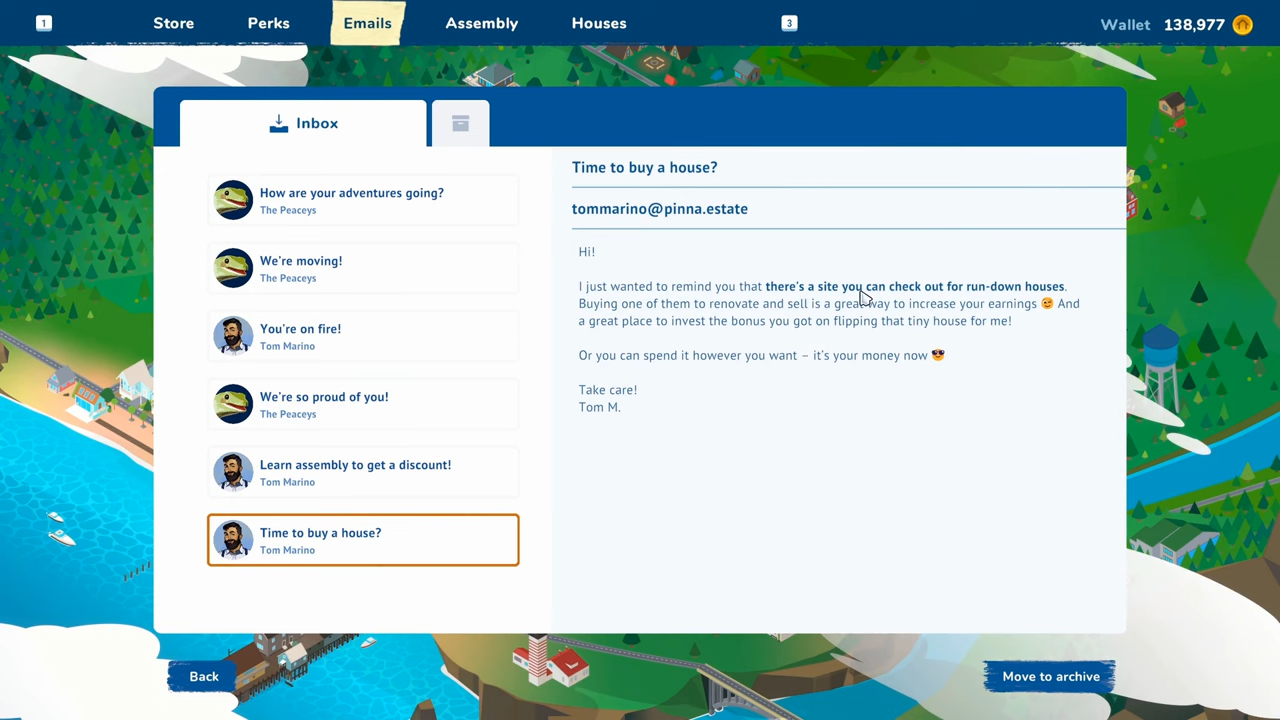 1 Store Perks Emails Assembly Houses 3 Wallet 138,977
Inbox
How are your adventures going?
The Peaceys
We're moving!
The Peaceys
You're on fire!
Tom Marino
We're so proud of you!
The Peaceys
Learn assembly to get a discount!
Tom Marino
Time to buy a house?
Tom Marino
Time to buy a house?
tommarino@pinna.estate
Hi!
I just wanted to remind you that there's a site you can check out for run-down houses.
Buying one of them to renovate and sell is a great way to increase your earnings 😉 And
a great place to invest the bonus you got on flipping that tiny house for me!
Or you can spend it however you want – it's your money now 😎
Take care!
Tom M.
Back
Move to archive